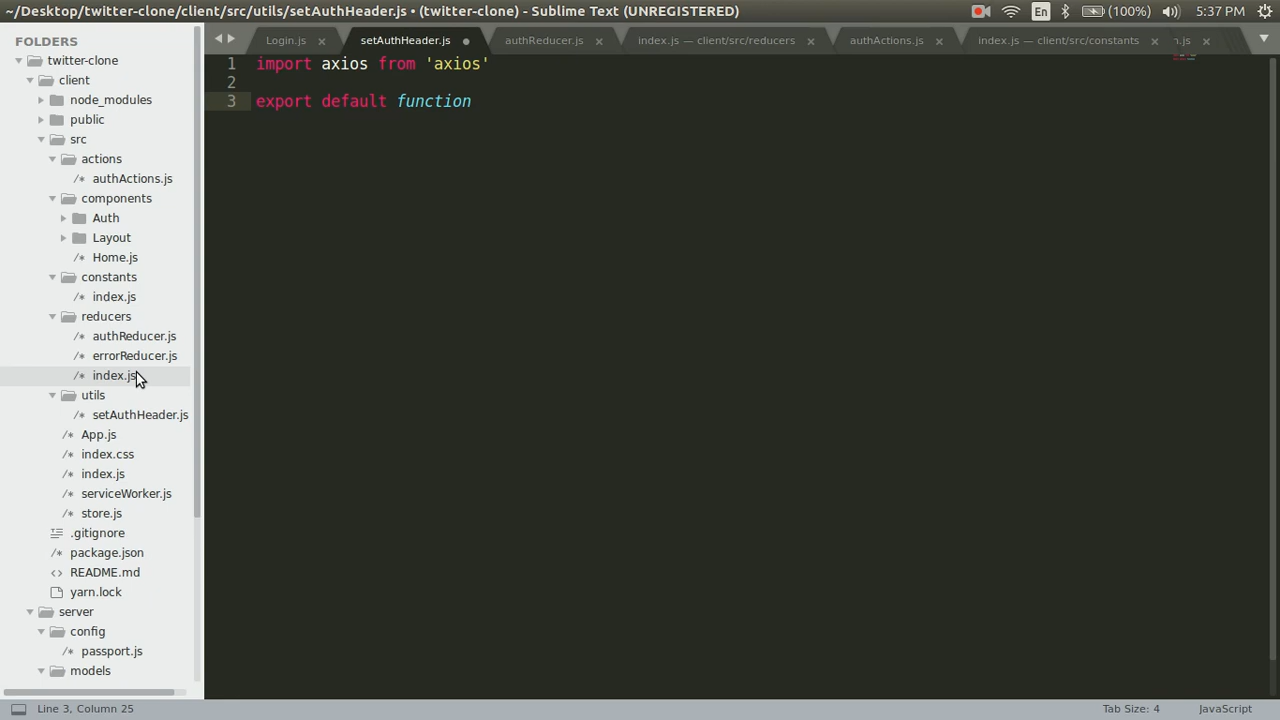 ~/Desktop/twitter-clone/client/src/utils/setAuthHeader.js • (twitter-clone) - Sublime Text (UNREGISTERED)
En
(100%)
5:37 PM
FOLDERS
twitter-clone
client
node_modules
public
src
actions
/* authActions.js
components
Auth
Layout
/* Home.js
constants
/* index.js
reducers
/* authReducer.js
/* errorReducer.js
/* index.js
utils
/* setAuthHeader.js
/* App.js
/* index.css
/* index.js
/* serviceWorker.js
/* store.js
.gitignore
/* package.json
<> README.md
yarn.lock
server
config
/* passport.js
models
Login.js × setAuthHeader.js • authReducer.js × index.js — client/src/reducers × authActions.js × index.js — client/src/constants × n.js ×
1 import axios from 'axios'
2
3 export default function
Line 3, Column 25
Tab Size: 4
JavaScript